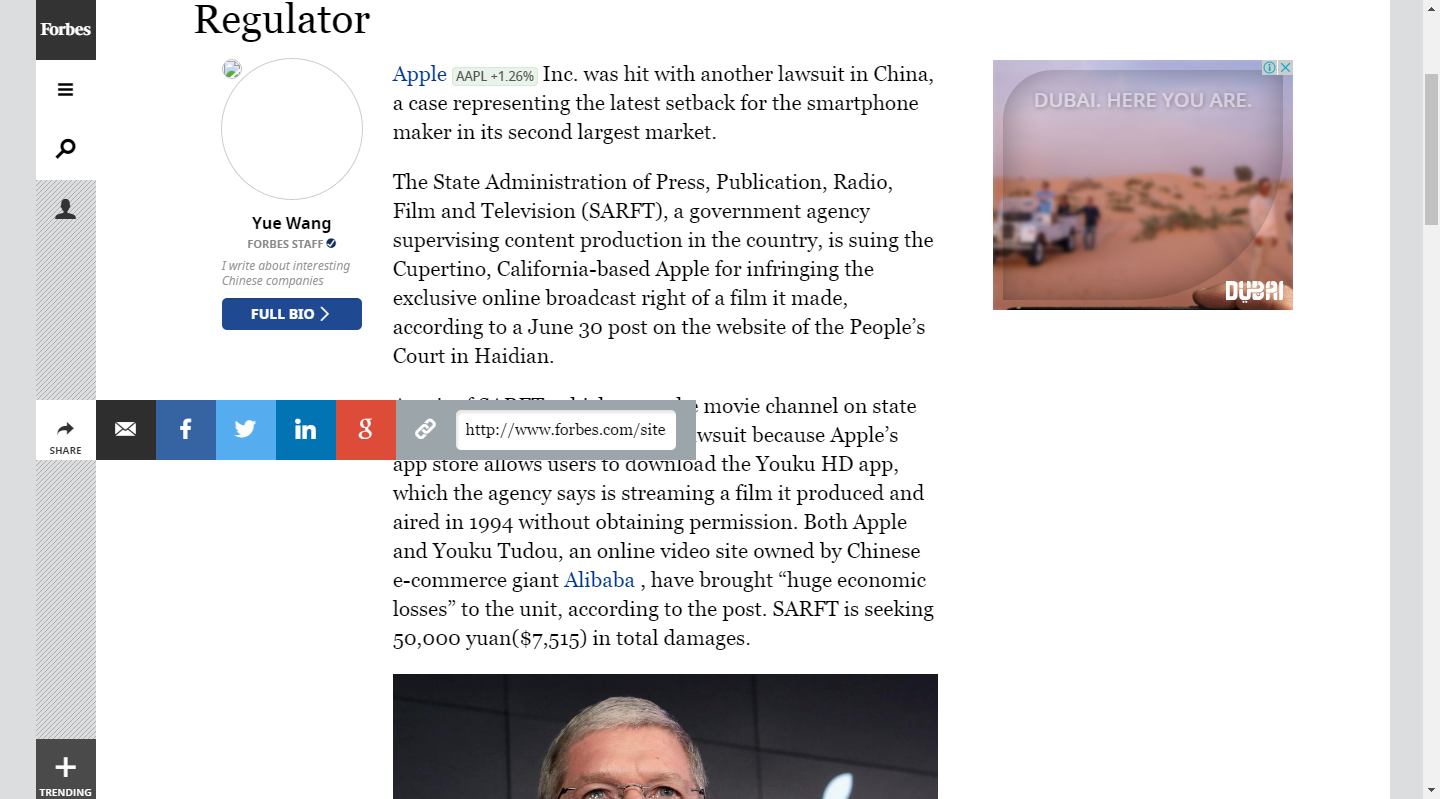 Regulator
Forbes
Yue Wang
FORBES STAFF
I write about interesting
Chinese companies
FULL BIO
Apple AAPL +1.26% Inc. was hit with another lawsuit in China,
a case representing the latest setback for the smartphone
maker in its second largest market.
The State Administration of Press, Publication, Radio,
Film and Television (SARFT), a government agency
supervising content production in the country, is suing the
Cupertino, California-based Apple for infringing the
exclusive online broadcast right of a film it made,
according to a June 30 post on the website of the People’s
Court in Haidian.
movie channel on state
because Apple’s
app store allows users to download the Youku HD app,
which the agency says is streaming a film it produced and
aired in 1994 without obtaining permission. Both Apple
and Youku Tudou, an online video site owned by Chinese
e-commerce giant Alibaba , have brought “huge economic
losses” to the unit, according to the post. SARFT is seeking
50,000 yuan($7,515) in total damages.
SHARE
f
in
g
http://www.forbes.com/site
DUBAI. HERE YOU ARE.
DUBAI
TRENDING